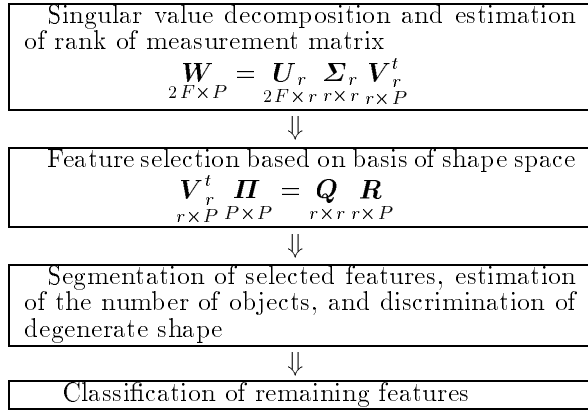 Singular value decomposition and estimation
of rank of measurement matrix
W = U_r Σ_r V_r^t
2F×P 2F×r r×r r×P
⇓
Feature selection based on basis of shape space
V_r^t Π = Q R
r×P P×P r×r r×P
⇓
Segmentation of selected features, estimation
of the number of objects, and discrimination of
degenerate shape
⇓
Classification of remaining features